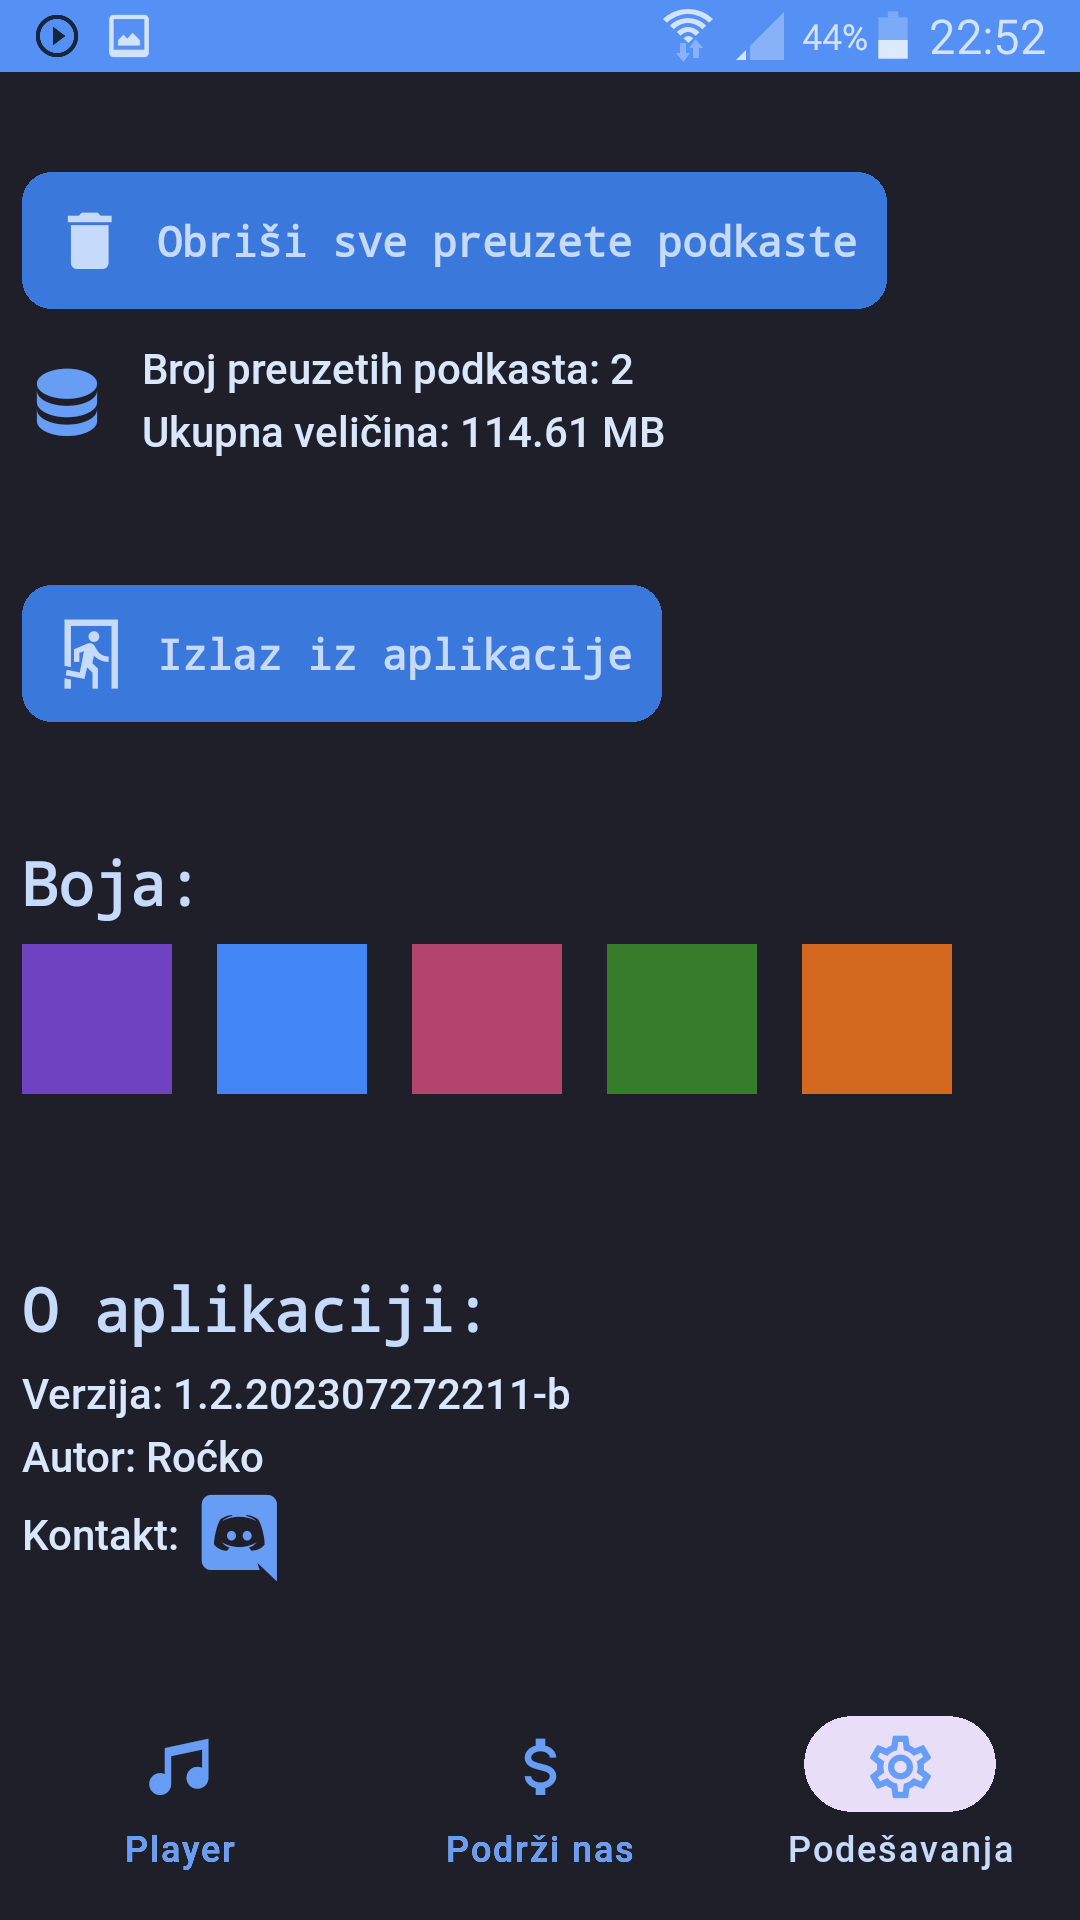 44% 22:52
Obriši sve preuzete podkaste
Broj preuzetih podkasta: 2
Ukupna veličina: 114.61 MB
Izlaz iz aplikacije
Boja:
O aplikaciji:
Verzija: 1.2.202307272211-b
Autor: Roćko
Kontakt:
Player Podrži nas Podešavanja